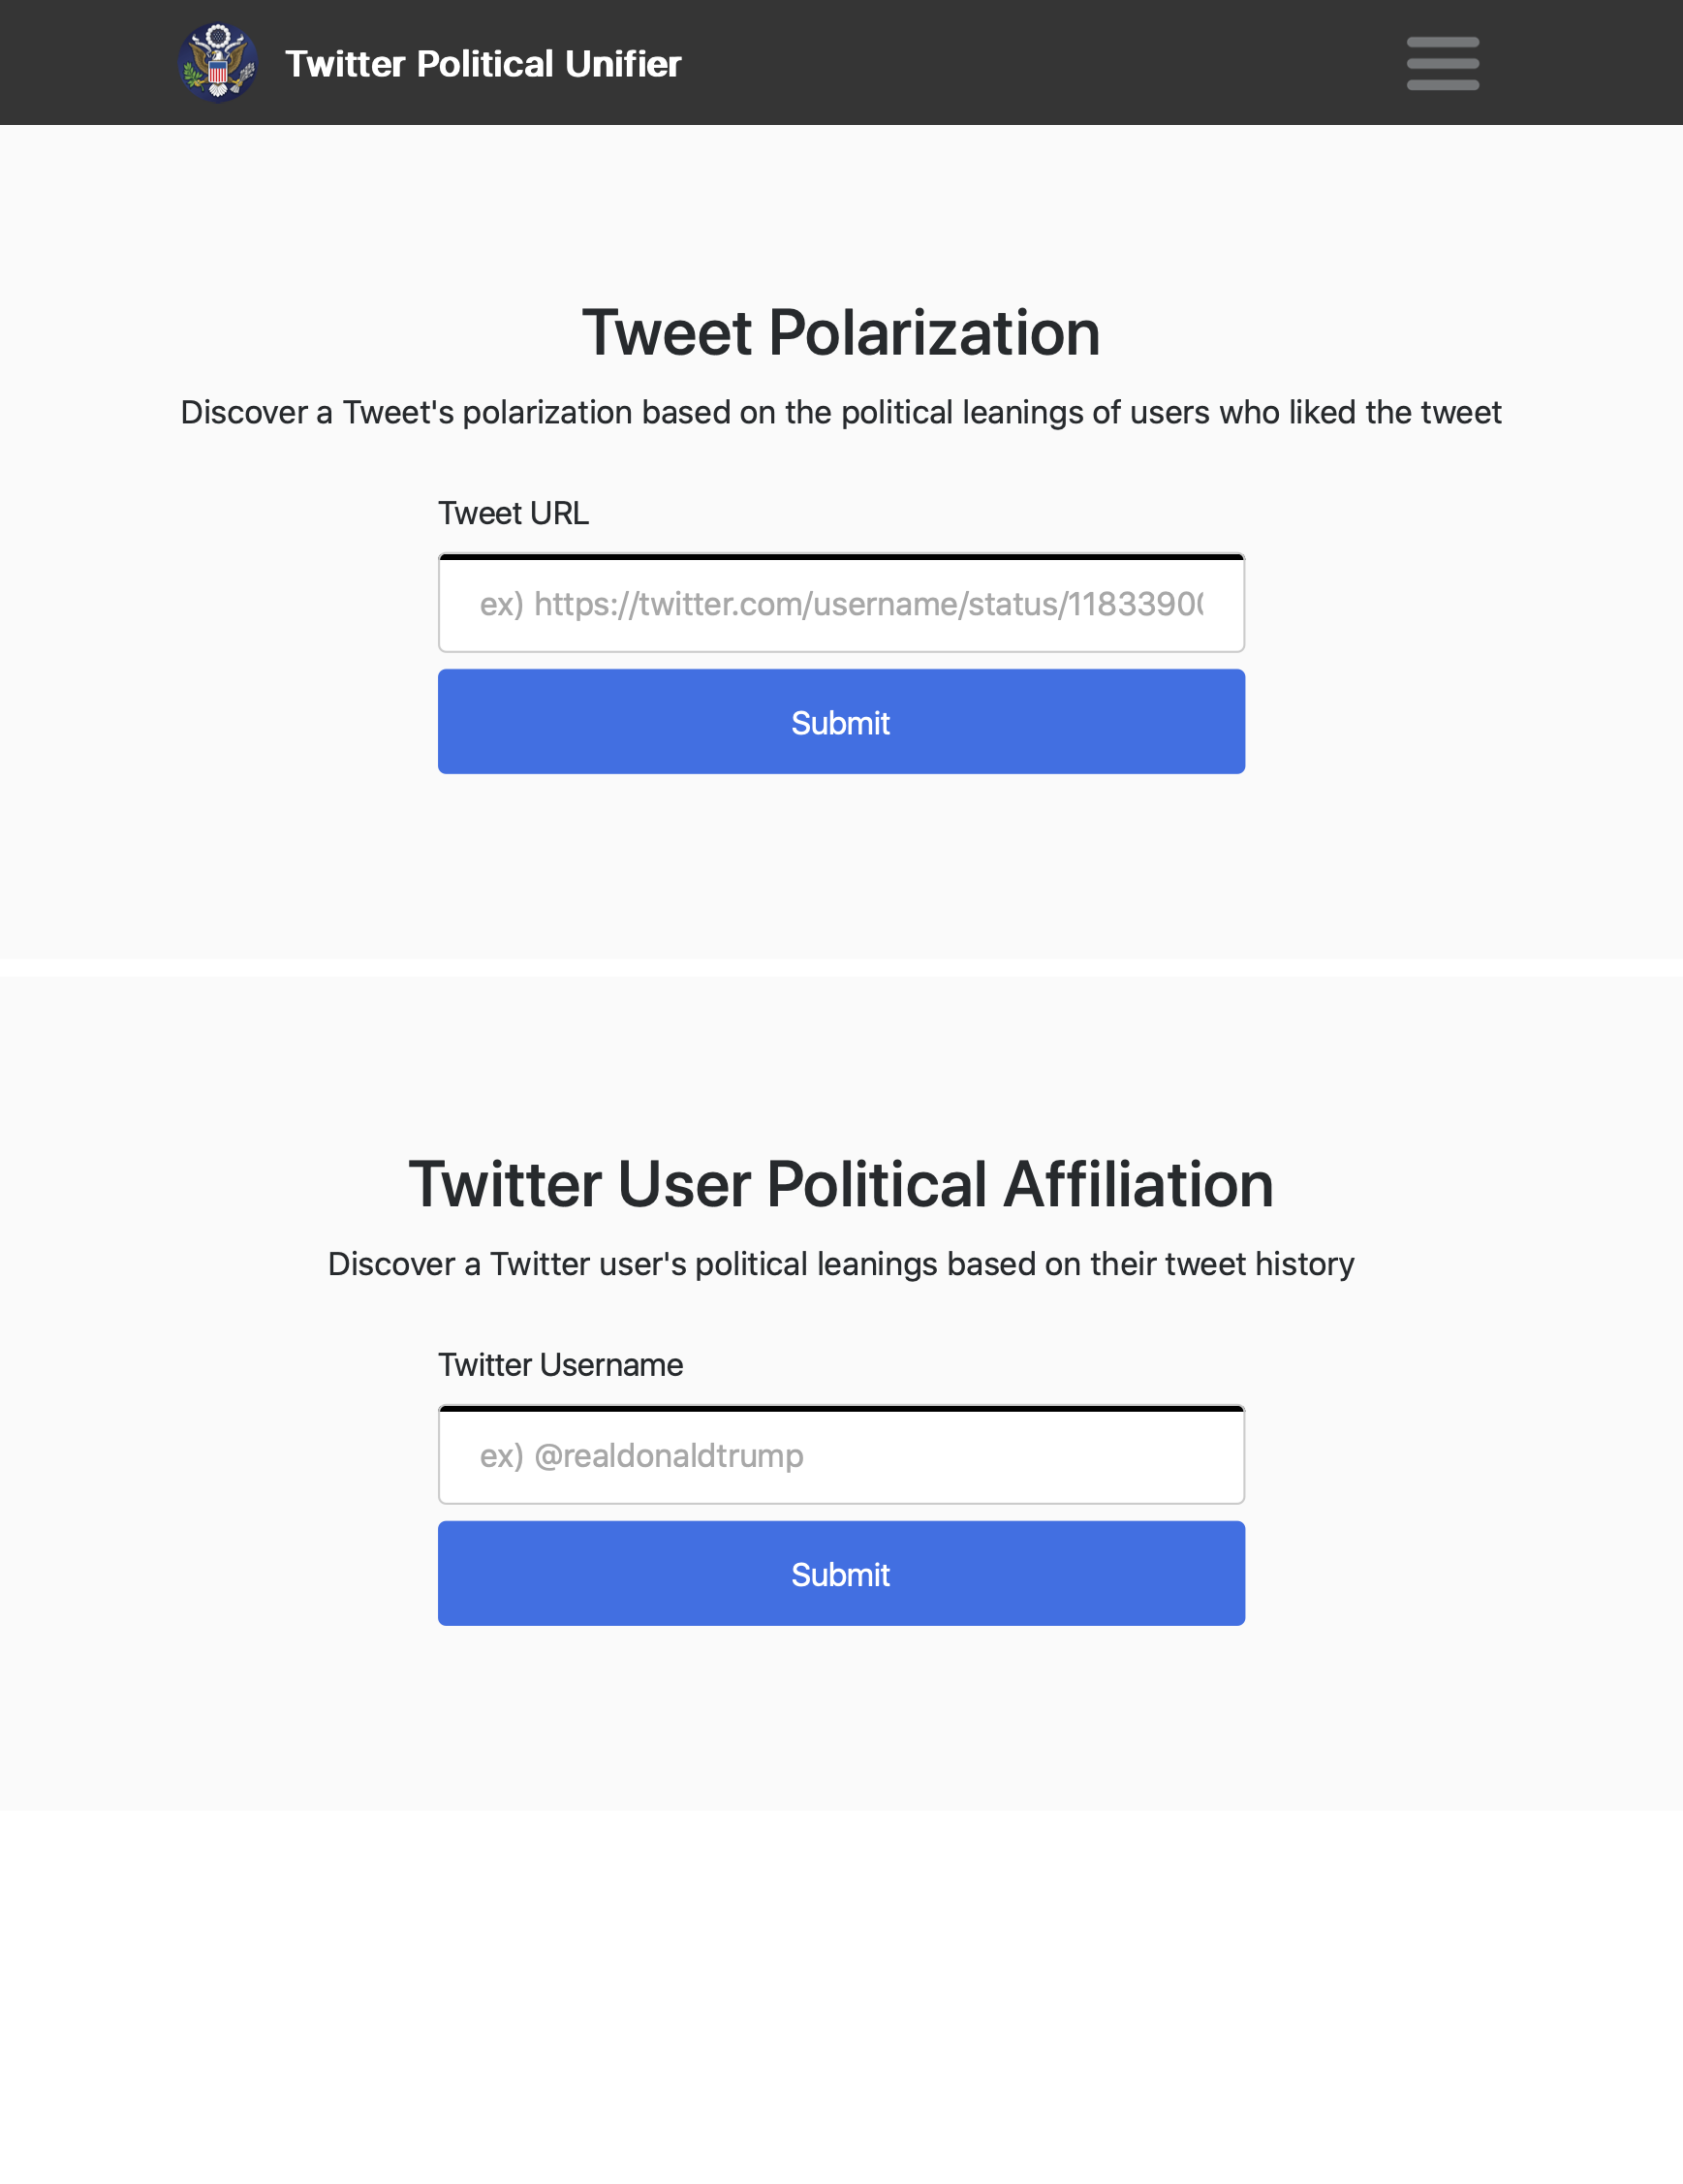 Twitter Political Unifier
Tweet Polarization
Discover a Tweet's polarization based on the political leanings of users who liked the tweet
Tweet URL
ex) https://twitter.com/username/status/1183390
Submit
Twitter User Political Affiliation
Discover a Twitter user's political leanings based on their tweet history
Twitter Username
ex) @realdonaldtrump
Submit